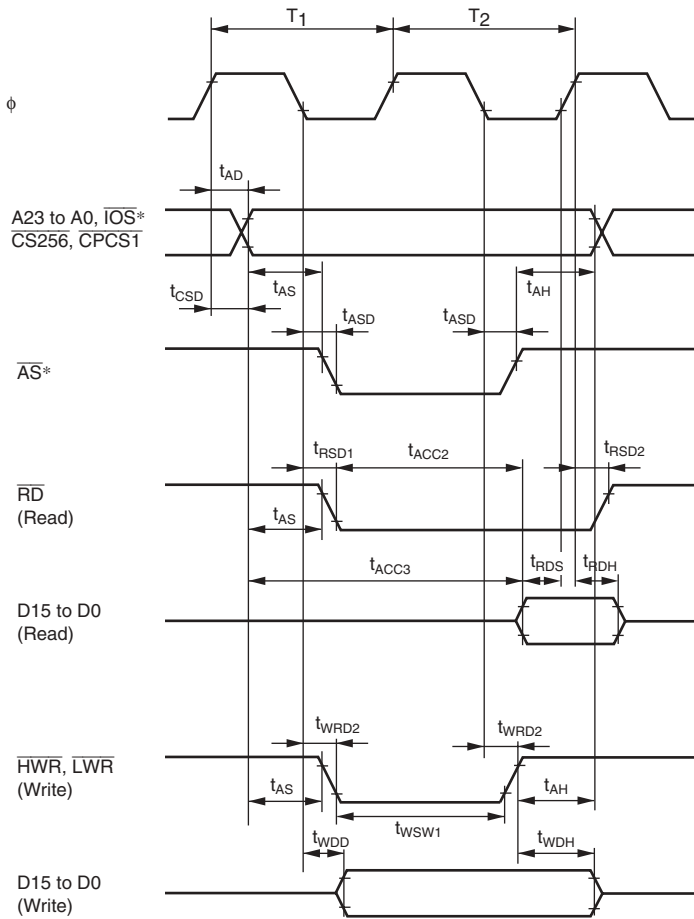 T1 T2
φ
tAD
A23 to A0, IOS*
CS256, CPCS1
tAS tAH
tCSD
tASD tASD
AS*
tRSD1 tACC2 tRSD2
RD
(Read)
tAS
tACC3 tRDS tRDH
D15 to D0
(Read)
tWRD2 tWRD2
HWR, LWR
(Write)
tAS tAH
tWSW1
tWDD tWDH
D15 to D0
(Write)